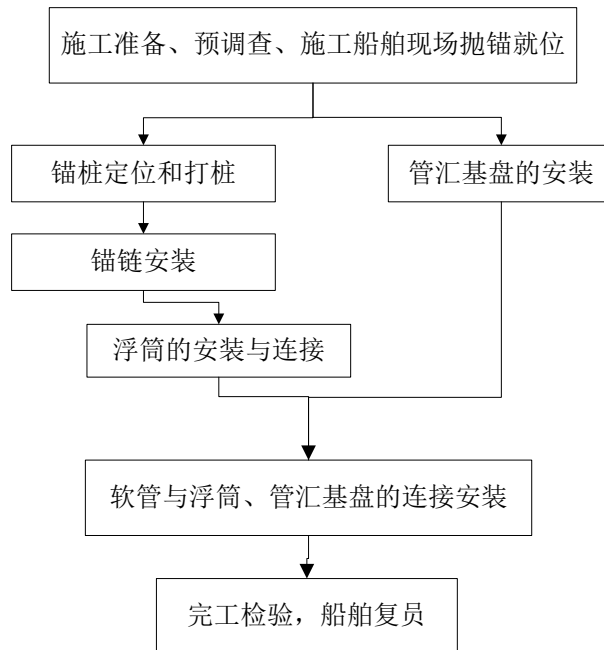 施工准备、预调查、施工船舶现场抛锚就位
锚桩定位和打桩
管汇基盘的安装
锚链安装
浮筒的安装与连接
软管与浮筒、管汇基盘的连接安装
完工检验，船舶复员